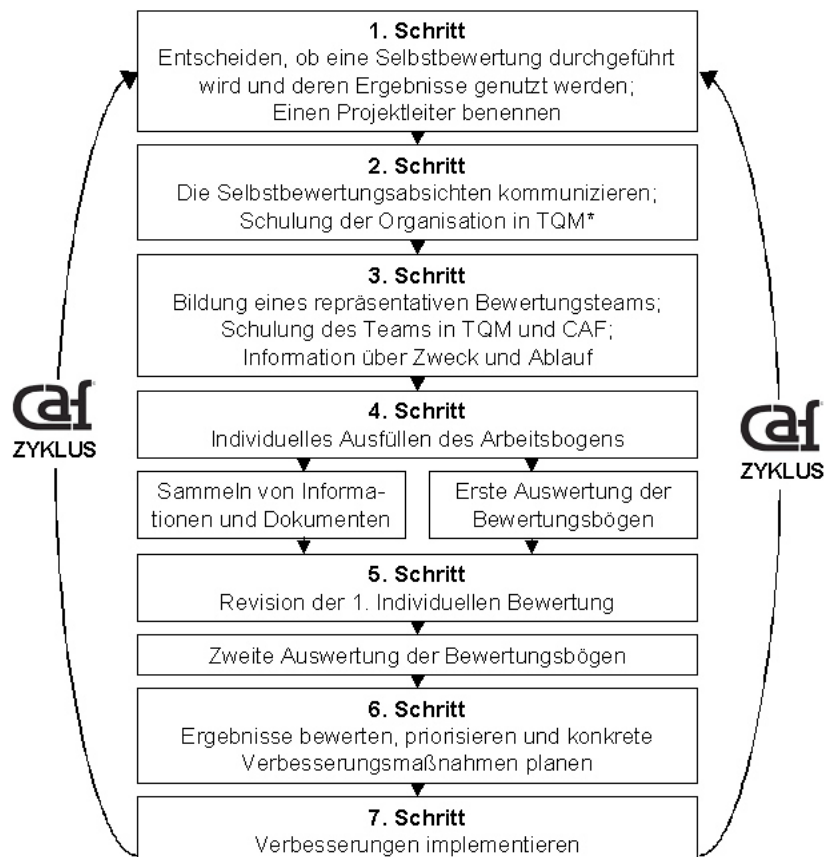 1. Schritt
Entscheiden, ob eine Selbstbewertung durchgeführt
wird und deren Ergebnisse genutzt werden;
Einen Projektleiter benennen
2. Schritt
Die Selbstbewertungsabsichten kommunizieren;
Schulung der Organisation in TQM*
3. Schritt
Bildung eines repräsentativen Bewertungsteams;
Schulung des Teams in TQM und CAF;
Information über Zweck und Ablauf
caf
ZYKLUS
caf
ZYKLUS
4. Schritt
Individuelles Ausfüllen des Arbeitsbogens
Sammeln von Informa-
tionen und Dokumenten
Erste Auswertung der
Bewertungsbögen
5. Schritt
Revision der 1. Individuellen Bewertung
Zweite Auswertung der Bewertungsbögen
6. Schritt
Ergebnisse bewerten, priorisieren und konkrete
Verbesserungsmaßnahmen planen
7. Schritt
Verbesserungen implementieren